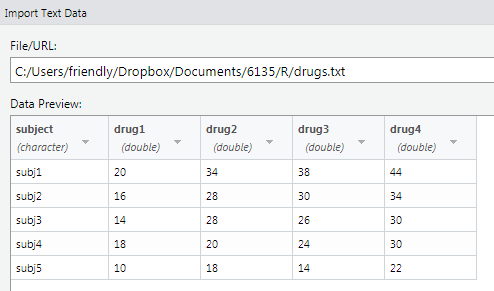 Import Text Data
File/URL:
C:/Users/friendly/Dropbox/Documents/6135/R/drugs.txt
Data Preview:
subject drug1 drug2 drug3 drug4
(character) (double) (double) (double) (double)
subj1 20 34 38 44
subj2 16 28 30 34
subj3 14 28 26 30
subj4 18 20 24 30
subj5 10 18 14 22